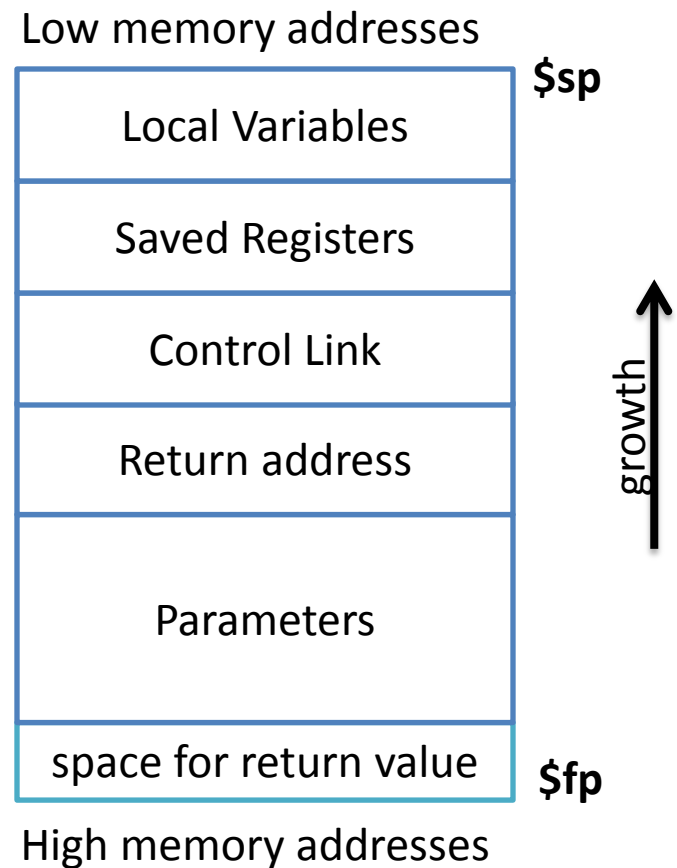 Low memory addresses
$sp
Local Variables
Saved Registers
Control Link
growth
Return address
Parameters
space for return value
$fp
High memory addresses